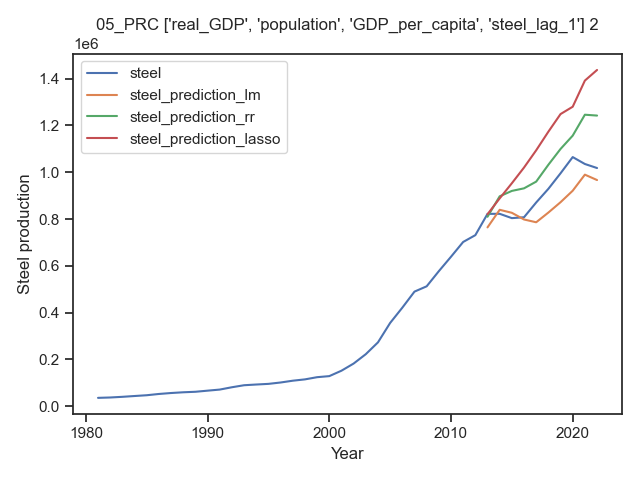 05_PRC ['real_GDP', 'population', 'GDP_per_capita', 'steel_lag_1'] 2
1e6
steel
steel_prediction_lm
steel_prediction_rr
steel_prediction_lasso
1.4
1.2
1.0
0.8
0.6
0.4
0.2
0.0
Steel production
1980
1990
2000
2010
2020
Year